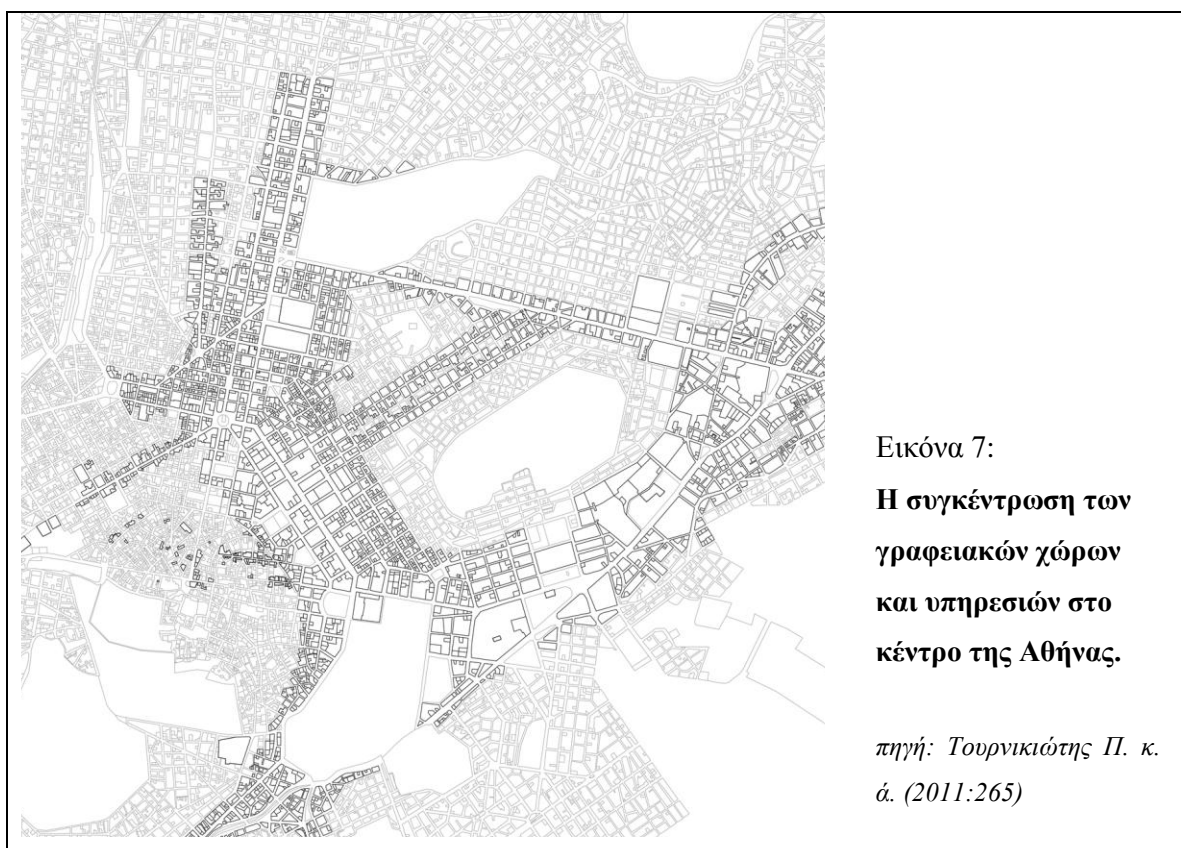 Εικόνα 7:
Η συγκέντρωση των
γραφειακών χώρων
και υπηρεσιών στο
κέντρο της Αθήνας.
πηγή: Τουρνικιώτης Π. κ.
ά. (2011:265)